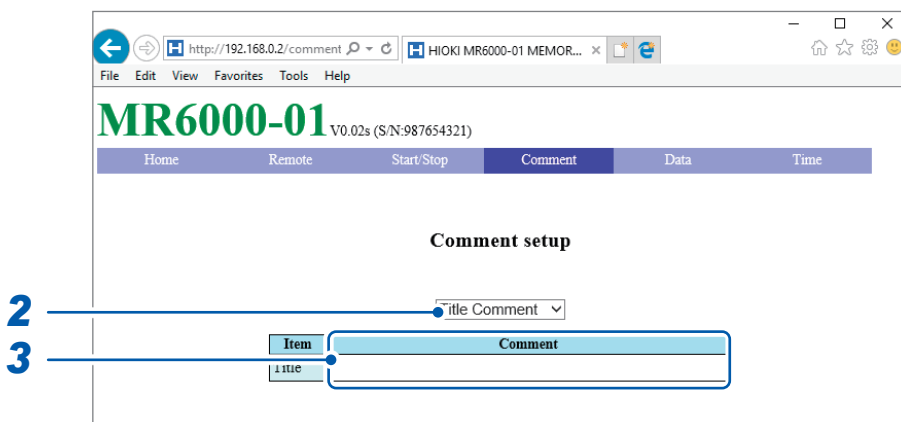 http://192.168.0.2/comment
HIOKI MR6000-01 MEMOR...
File Edit View Favorites Tools Help
MR6000-01 V0.02s (S/N:987654321)
Home Remote Start/Stop Comment Data Time
Comment setup
2
Title Comment
Item Comment
3
Title